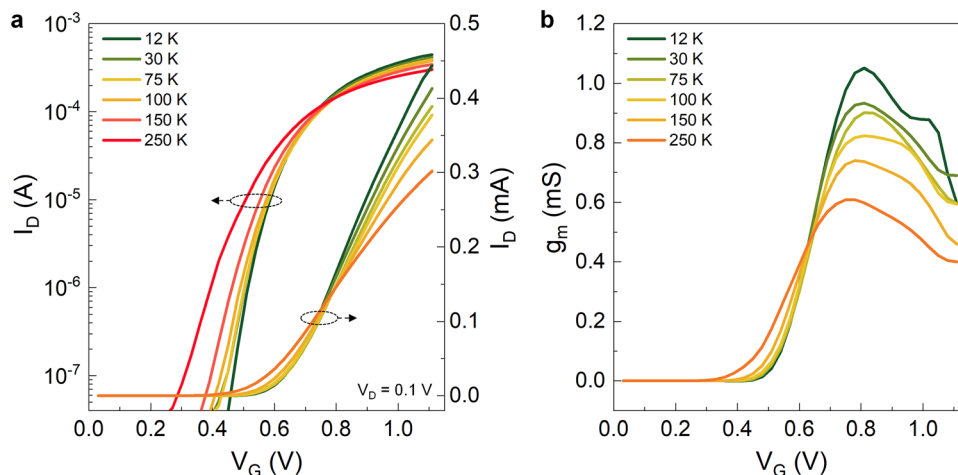 a
10⁻³
10⁻⁴
10⁻⁵
10⁻⁶
10⁻⁷
I_D (A)
12 K
30 K
75 K
100 K
150 K
250 K
0.5
0.4
0.3
0.2
0.1
0.0
I_D (mA)
V_D = 0.1 V
0.0 0.2 0.4 0.6 0.8 1.0
V_G (V)
b
1.2
1.0
0.8
0.6
0.4
0.2
0.0
g_m (mS)
12 K
30 K
75 K
100 K
150 K
250 K
0.0 0.2 0.4 0.6 0.8 1.0
V_G (V)